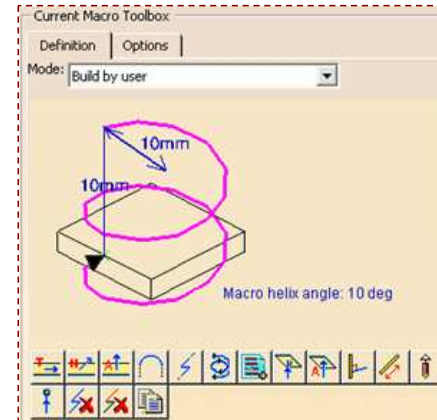 Current Macro Toolbox
Definition Options
Mode: Build by user
10mm
10mm
Macro helix angle: 10 deg